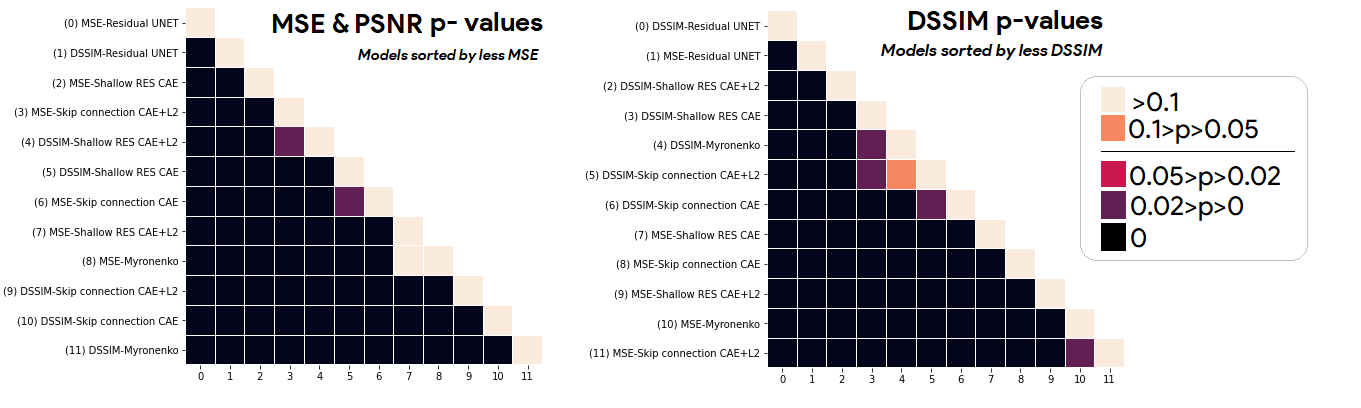 MSE & PSNR p- values
Models sorted by less MSE
(0) MSE-Residual UNET
(1) DSSIM-Residual UNET
(2) MSE-Shallow RES CAE
(3) MSE-Skip connection CAE+L2
(4) DSSIM-Shallow RES CAE+L2
(5) DSSIM-Shallow RES CAE
(6) MSE-Skip connection CAE
(7) MSE-Shallow RES CAE+L2
(8) MSE-Myronenko
(9) DSSIM-Skip connection CAE+L2
(10) DSSIM-Skip connection CAE
(11) DSSIM-Myronenko
0 1 2 3 4 5 6 7 8 9 10 11
DSSIM p-values
Models sorted by less DSSIM
(0) DSSIM-Residual UNET
(1) MSE-Residual UNET
(2) DSSIM-Shallow RES CAE+L2
(3) DSSIM-Shallow RES CAE
(4) DSSIM-Myronenko
(5) DSSIM-Skip connection CAE+L2
(6) DSSIM-Skip connection CAE
(7) MSE-Shallow RES CAE
(8) MSE-Skip connection CAE
(9) MSE-Shallow RES CAE+L2
(10) MSE-Myronenko
(11) MSE-Skip connection CAE+L2
0 1 2 3 4 5 6 7 8 9 10 11
>0.1
0.1>p>0.05
0.05>p>0.02
0.02>p>0
0